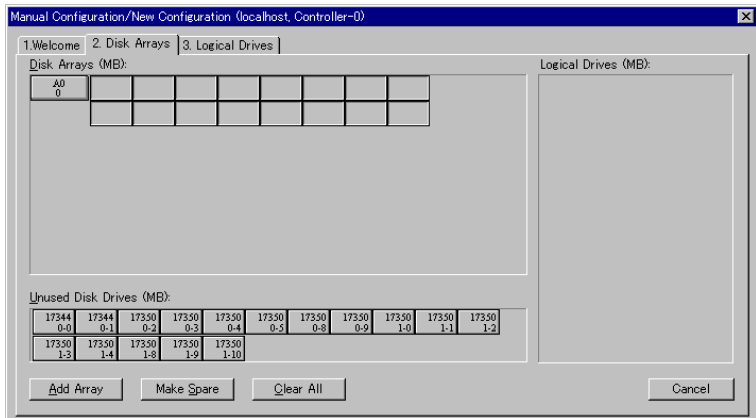 Manual Configuration/New Configuration (localhost, Controller-0)
1.Welcome 2. Disk Arrays 3. Logical Drives
Disk Arrays (MB):
Logical Drives (MB):
A0
0
Unused Disk Drives (MB):
17344 17344 17350 17350 17350 17350 17350 17350 17350 17350 17350
0-0 0-1 0-2 0-3 0-4 0-5 0-8 0-9 1-0 1-1 1-2
17350 17350 17350 17350 17350
1-3 1-4 1-8 1-9 1-10
Add Array Make Spare Clear All Cancel